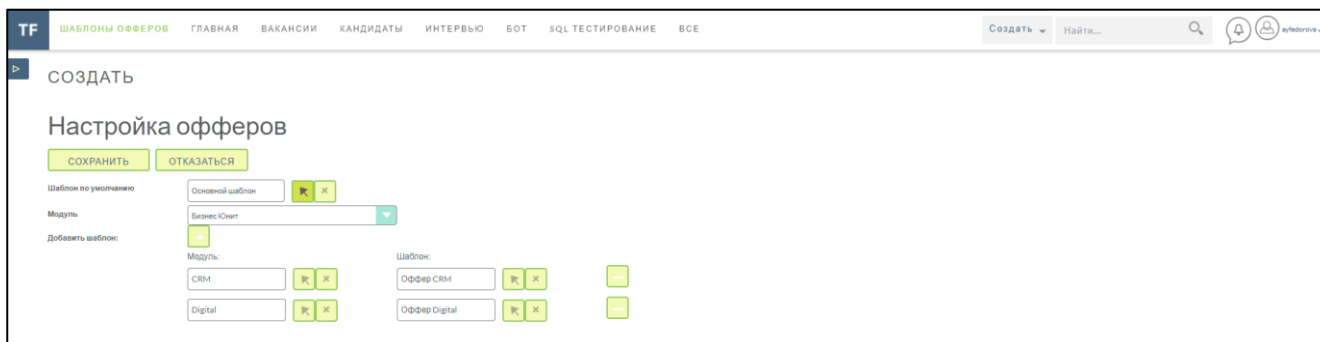 TF ШАБЛОНЫ ОФФЕРОВ ГЛАВНАЯ ВАКАНСИИ КАНДИДАТЫ ИНТЕРВЬЮ БОТ SQL ТЕСТИРОВАНИЕ ВСЕ Создать Найти... ayfedorova
СОЗДАТЬ
Настройка офферов
СОХРАНИТЬ ОТКАЗАТЬСЯ
Шаблон по умолчанию Основной шаблон
Модуль Бизнес Юнит
Добавить шаблон:
Модуль: Шаблон:
CRM Оффер CRM
Digital Оффер Digital